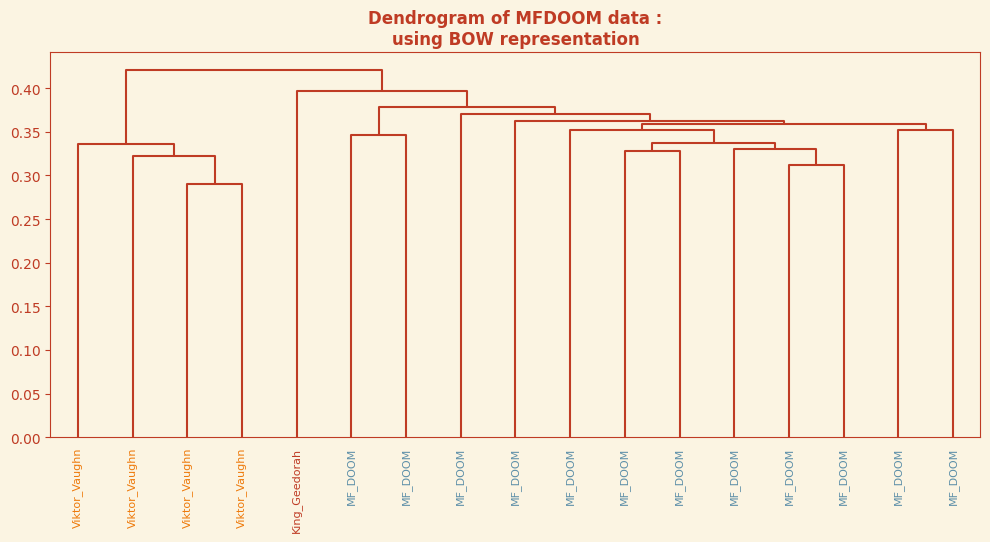 Dendrogram of MFDOOM data :
using BOW representation
0.40
0.35
0.30
0.25
0.20
0.15
0.10
0.05
0.00
Viktor_Vaughn
Viktor_Vaughn
Viktor_Vaughn
Viktor_Vaughn
King_Geedorah
MF_DOOM
MF_DOOM
MF_DOOM
MF_DOOM
MF_DOOM
MF_DOOM
MF_DOOM
MF_DOOM
MF_DOOM
MF_DOOM
MF_DOOM
MF_DOOM